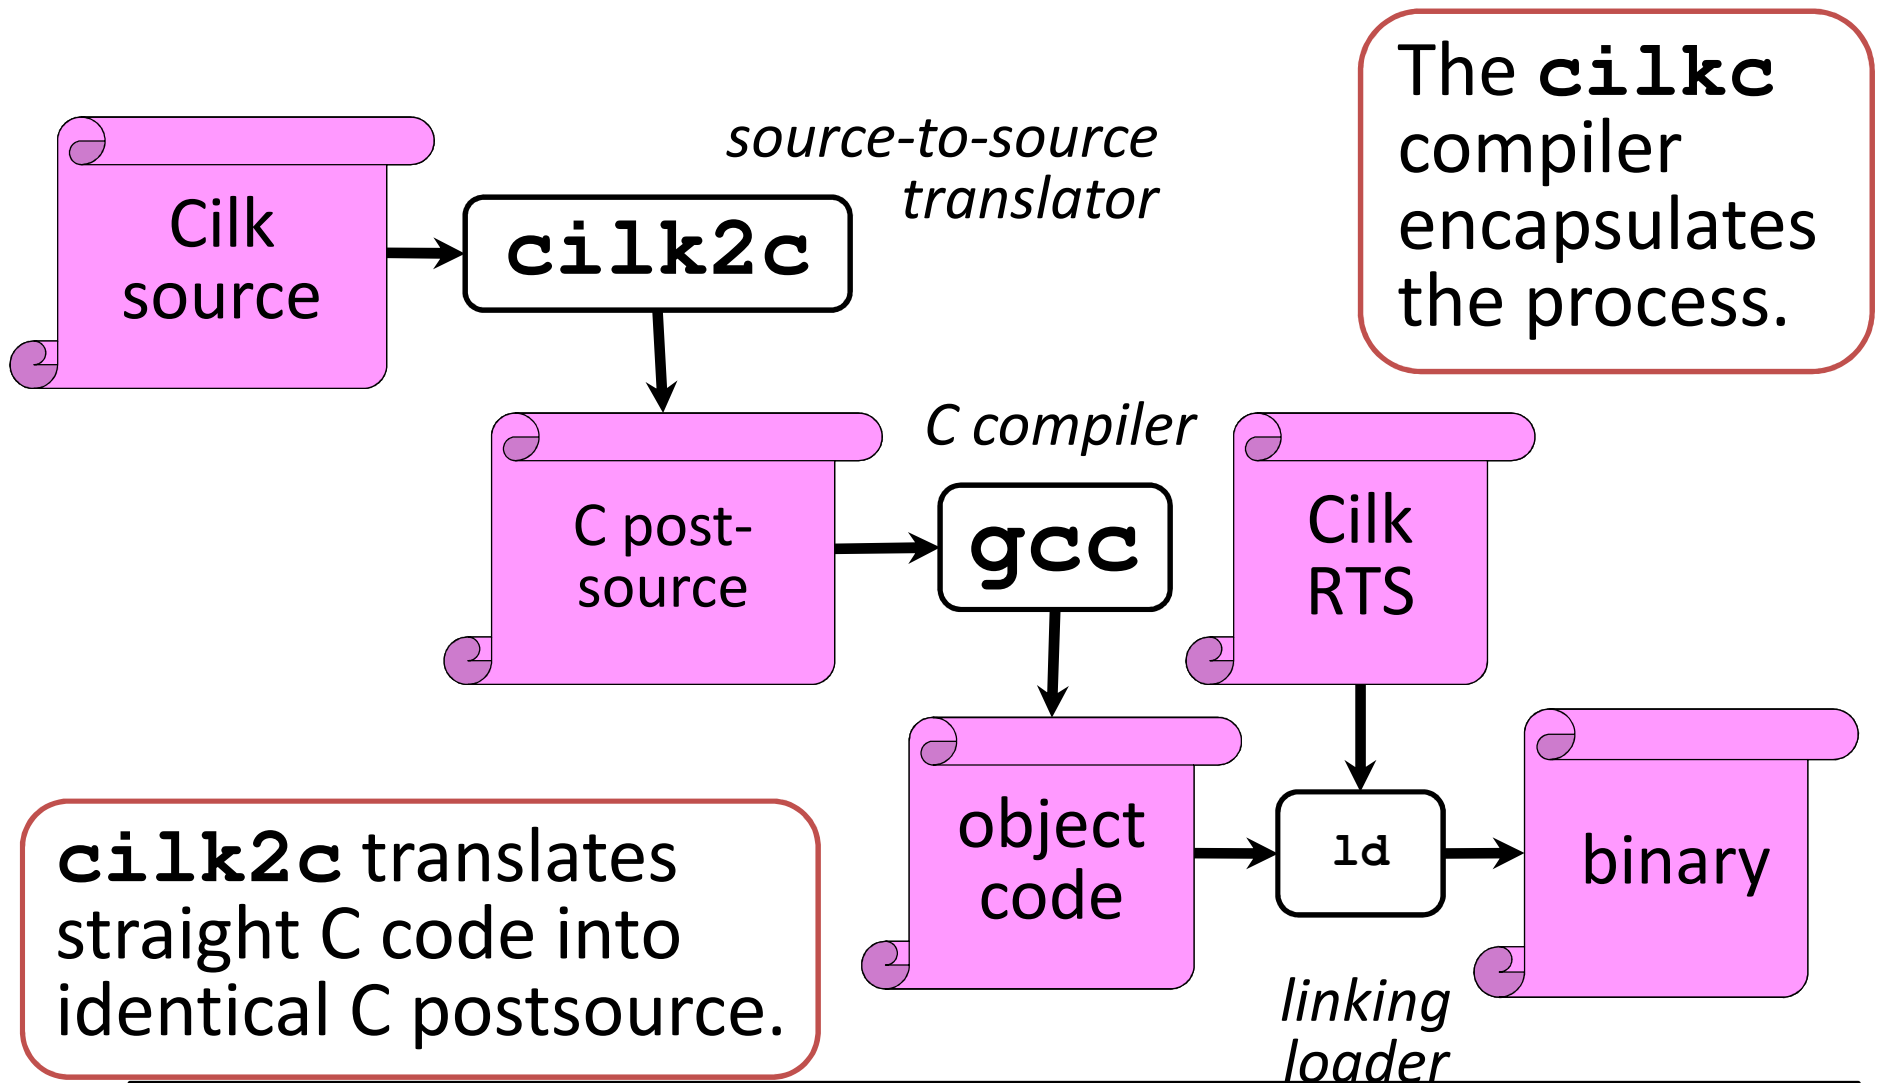 The cilkc
compiler
encapsulates
the process.
source-to-source
translator
Cilk
source
cilk2c
C compiler
C post-
source
gcc
Cilk
RTS
object
code
ld
binary
linking
loader
cilk2c translates
straight C code into
identical C postsource.